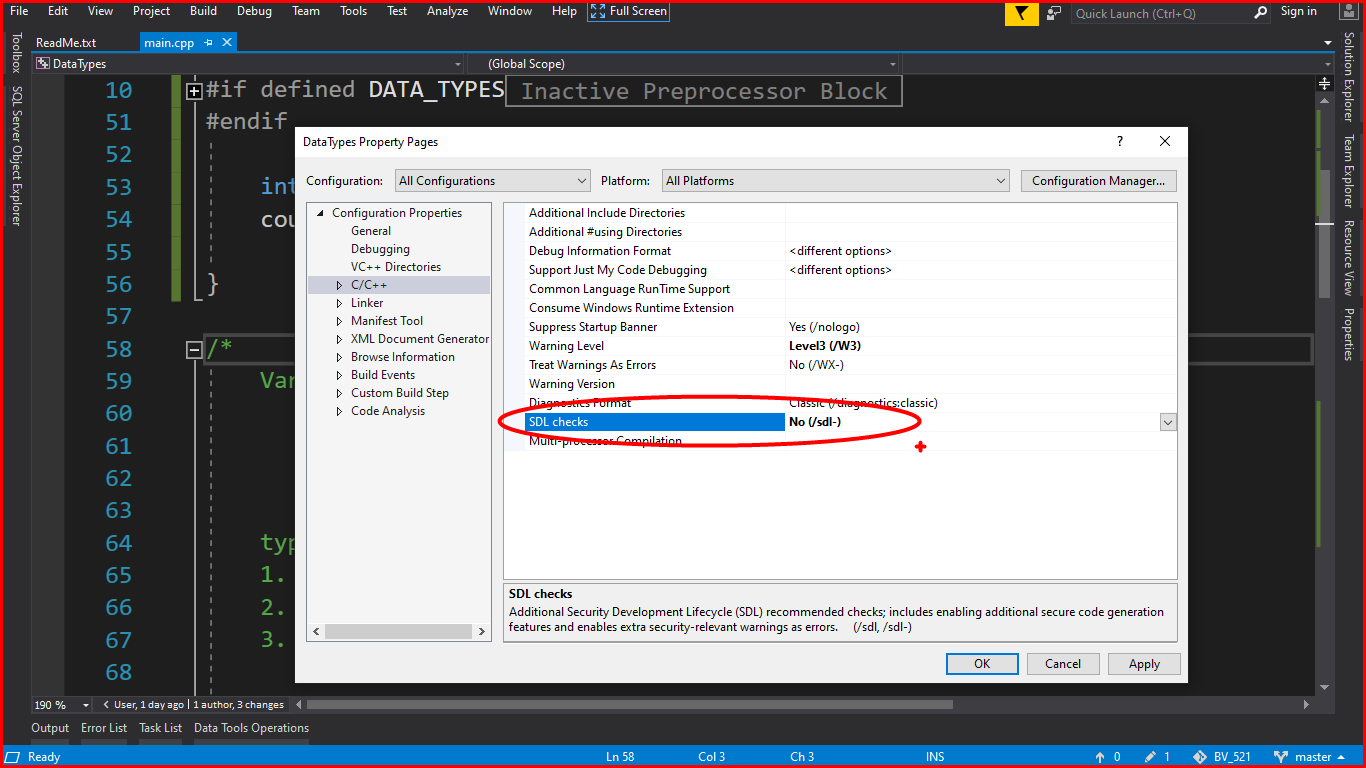 File Edit View Project Build Debug Team Tools Test Analyze Window Help Full Screen Quick Launch (Ctrl+Q) Sign in
ReadMe.txt main.cpp
DataTypes (Global Scope)
Toolbox
SQL Server Object Explorer
10 #if defined DATA_TYPES Inactive Preprocessor Block
51 #endif
52
53 int
54 cou
55
56 }
57
58 /*
59 Var
60
61
62
63
64 typ
65 1.
66 2.
67 3.
68
DataTypes Property Pages ?
Configuration: All Configurations Platform: All Platforms Configuration Manager...
Configuration Properties
General
Debugging
VC++ Directories
C/C++
Linker
Manifest Tool
XML Document Generator
Browse Information
Build Events
Custom Build Step
Code Analysis
Additional Include Directories
Additional #using Directories
Debug Information Format <different options>
Support Just My Code Debugging <different options>
Common Language RunTime Support
Consume Windows Runtime Extension
Suppress Startup Banner Yes (/nologo)
Warning Level Level3 (/W3)
Treat Warnings As Errors No (/WX-)
Warning Version
Diagnostics Format Classic (/diagnostics:classic)
SDL checks No (/sdl-)
Multi-processor Compilation
SDL checks
Additional Security Development Lifecycle (SDL) recommended checks; includes enabling additional secure code generation
features and enables extra security-relevant warnings as errors. (/sdl, /sdl-)
OK Cancel Apply
Solution Explorer
Team Explorer
Resource View
Properties
190 % User, 1 day ago | 1 author, 3 changes
Output Error List Task List Data Tools Operations
Ready Ln 58 Col 3 Ch 3 INS 0 1 BV_521 master